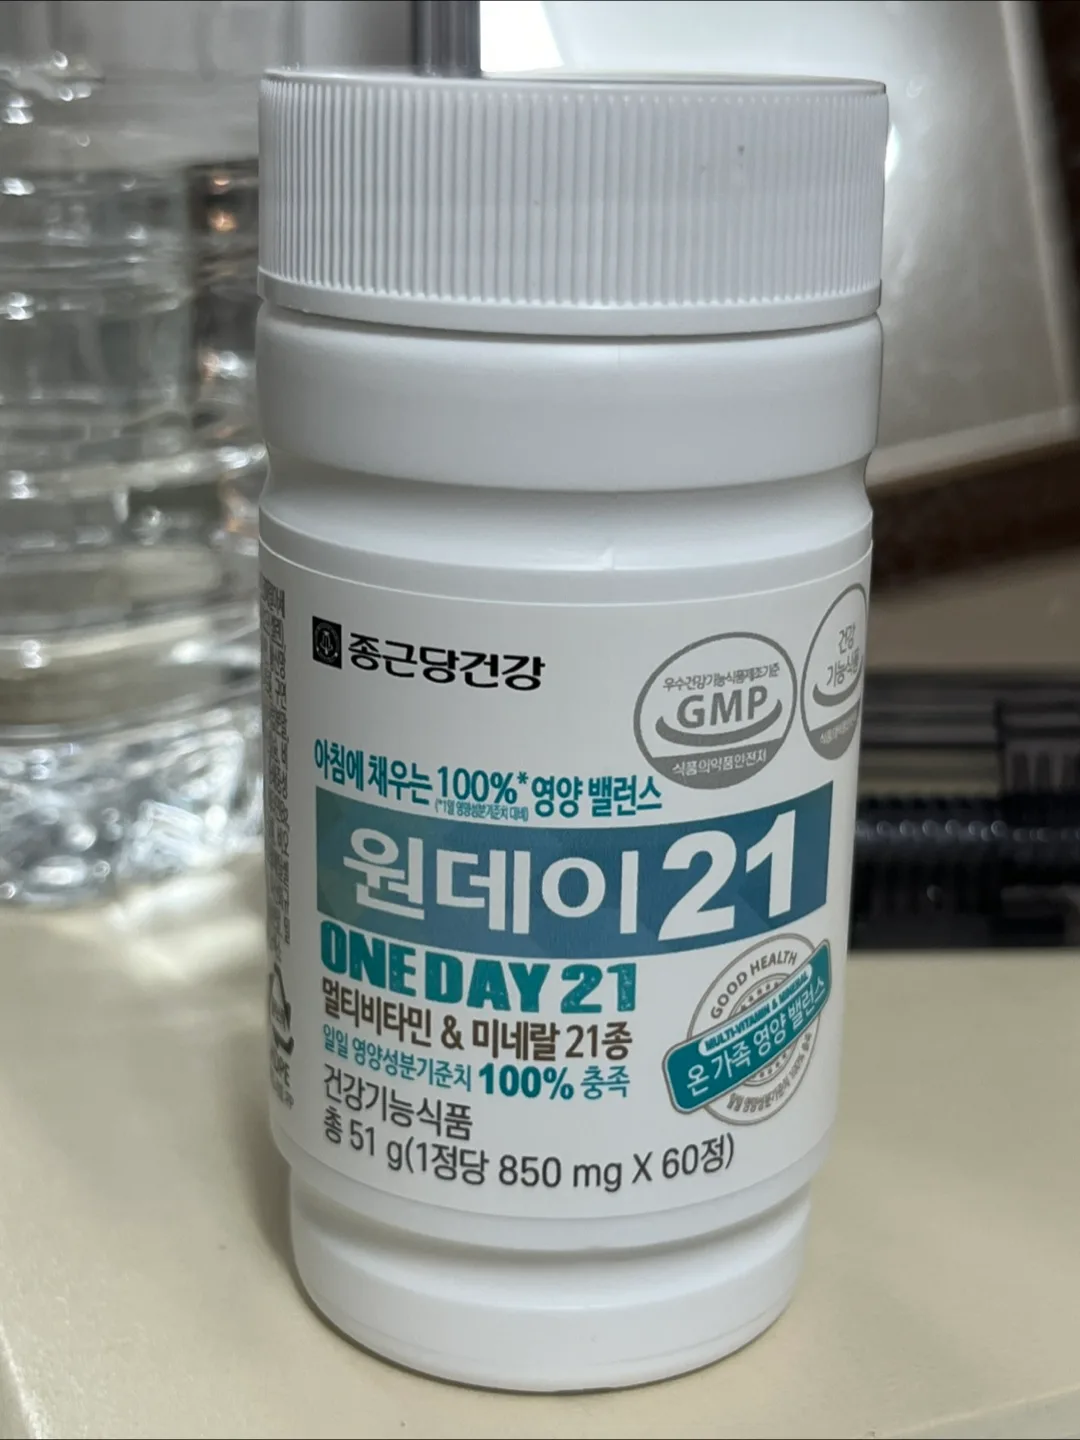 종근당건강
우수건강기능식품제조기준
GMP
식품의약품안전처
건강
기능식품
아침에 채우는 100%* 영양 밸런스
(*1일 영양성분기준치 대비)
원데이 21
ONE DAY 21
멀티비타민 & 미네랄 21종
일일 영양성분기준치 100% 충족
건강기능식품
총 51 g(1정당 850 mg X 60정)
GOOD HEALTH
MULTI-VITAMIN & MINERAL
온 가족 영양 밸런스